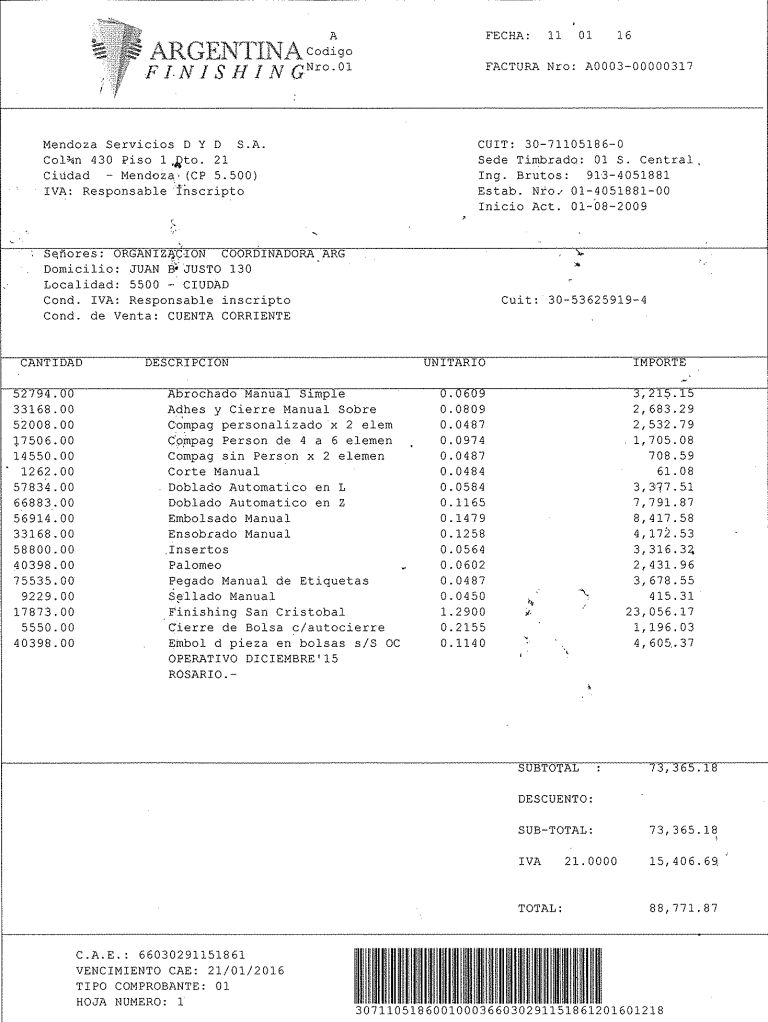 A
Codigo
Nro.01
ARGENTINA
FINISHING
FECHA: 11 01 16
FACTURA Nro: A0003-00000317
Mendoza Servicios D Y D S.A.
Col¾n 430 Piso 1 Dto. 21
Ciudad - Mendoza (CP 5.500)
IVA: Responsable Inscripto
CUIT: 30-71105186-0
Sede Timbrado: 01 S. Central
Ing. Brutos: 913-4051881
Estab. Nro. 01-4051881-00
Inicio Act. 01-08-2009
Señores: ORGANIZACION COORDINADORA ARG
Domicilio: JUAN B JUSTO 130
Localidad: 5500 - CIUDAD
Cond. IVA: Responsable inscripto Cuit: 30-53625919-4
Cond. de Venta: CUENTA CORRIENTE
CANTIDAD DESCRIPCION UNITARIO IMPORTE
52794.00 Abrochado Manual Simple 0.0609 3,215.15
33168.00 Adhes y Cierre Manual Sobre 0.0809 2,683.29
52008.00 Compag personalizado x 2 elem 0.0487 2,532.79
17506.00 Compag Person de 4 a 6 elemen 0.0974 1,705.08
14550.00 Compag sin Person x 2 elemen 0.0487 708.59
1262.00 Corte Manual 0.0484 61.08
57834.00 Doblado Automatico en L 0.0584 3,377.51
66883.00 Doblado Automatico en Z 0.1165 7,791.87
56914.00 Embolsado Manual 0.1479 8,417.58
33168.00 Ensobrado Manual 0.1258 4,172.53
58800.00 Insertos 0.0564 3,316.32
40398.00 Palomeo 0.0602 2,431.96
75535.00 Pegado Manual de Etiquetas 0.0487 3,678.55
9229.00 Sellado Manual 0.0450 415.31
17873.00 Finishing San Cristobal 1.2900 23,056.17
5550.00 Cierre de Bolsa c/autocierre 0.2155 1,196.03
40398.00 Embol d pieza en bolsas s/S OC 0.1140 4,605.37
OPERATIVO DICIEMBRE'15
ROSARIO.-
SUBTOTAL : 73,365.18
DESCUENTO:
SUB-TOTAL: 73,365.18
IVA 21.0000 15,406.69
TOTAL: 88,771.87
C.A.E.: 66030291151861
VENCIMIENTO CAE: 21/01/2016
TIPO COMPROBANTE: 01
HOJA NUMERO: 1
3071105186001000366030291151861201601218